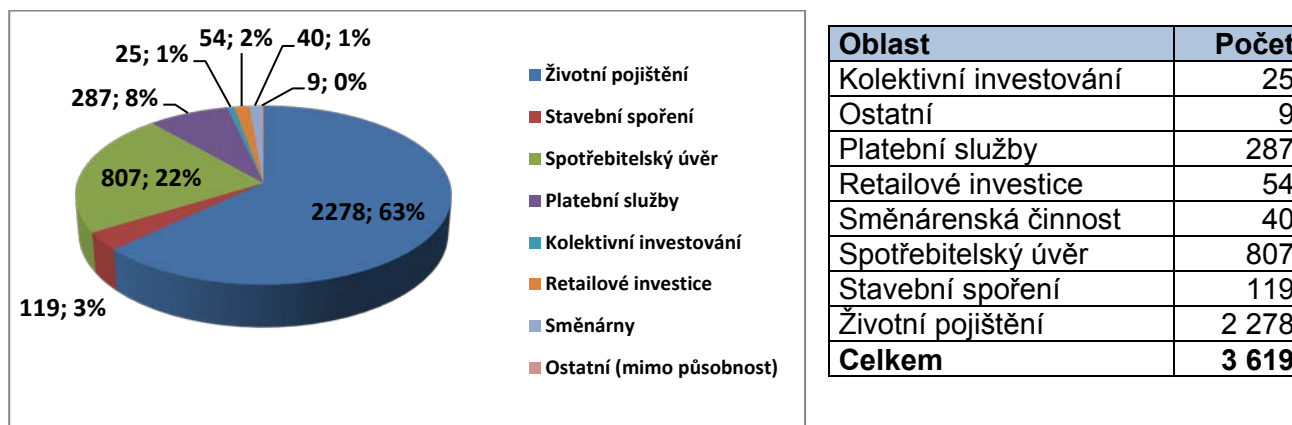 54; 2%
40; 1%
25; 1%
9; 0%
287; 8%
807; 22%
2278; 63%
119; 3%
Životní pojištění
Stavební spoření
Spotřebitelský úvěr
Platební služby
Kolektivní investování
Retailové investice
Směnárny
Ostatní (mimo působnost)
Oblast Počet
Kolektivní investování 25
Ostatní 9
Platební služby 287
Retailové investice 54
Směnárenská činnost 40
Spotřebitelský úvěr 807
Stavební spoření 119
Životní pojištění 2 278
Celkem 3 619